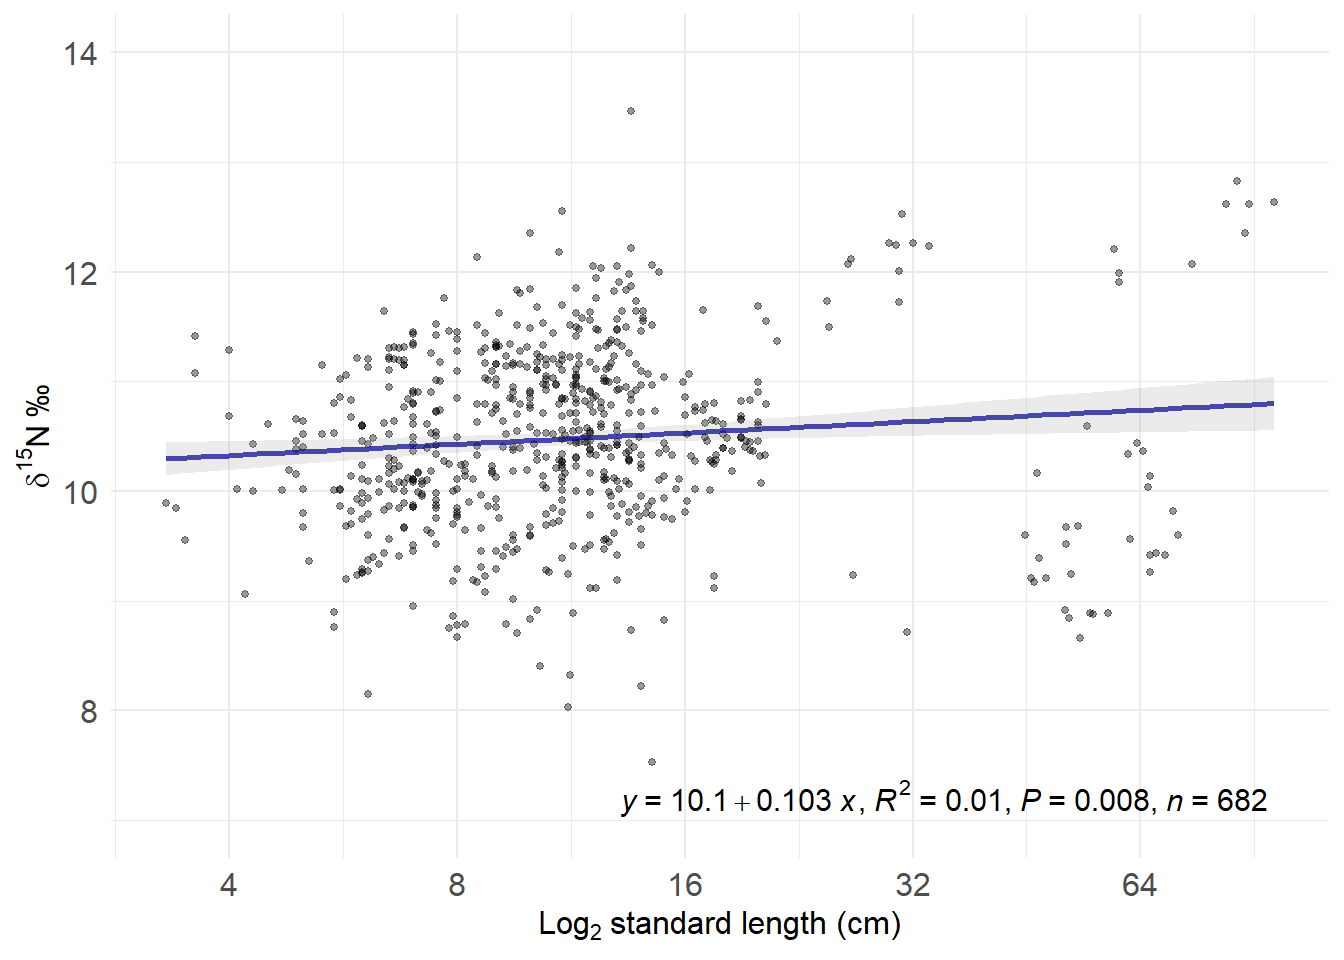 14
12
10
8
δ¹⁵N ‰
y = 10.1 + 0.103 x, R² = 0.01, P = 0.008, n = 682
4 8 16 32 64
Log₂ standard length (cm)